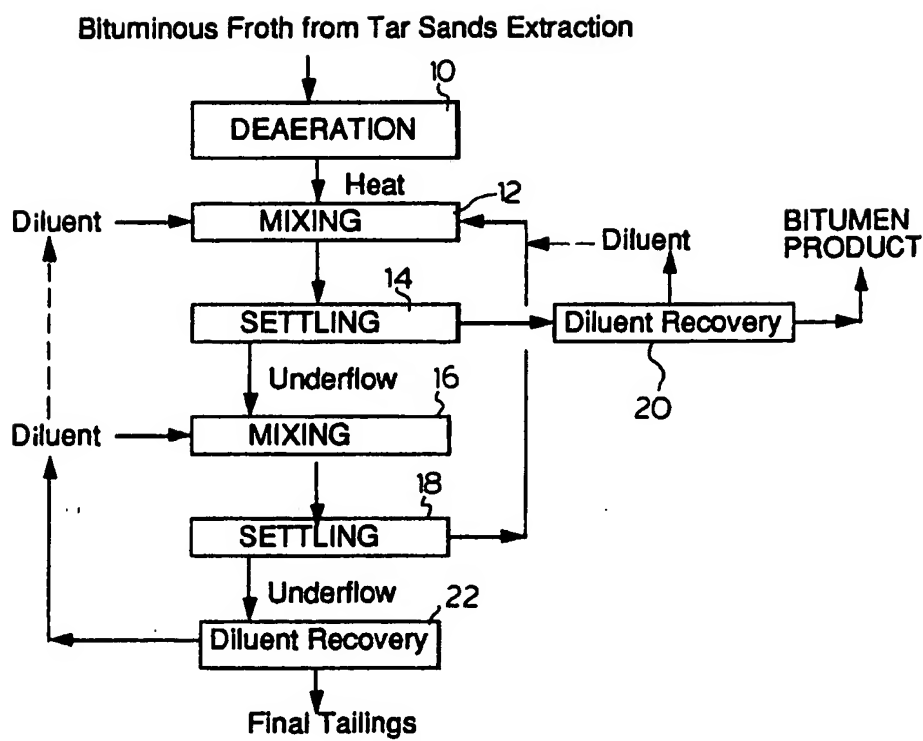 Bituminous Froth from Tar Sands Extraction
10
DEAERATION
Heat
12
Diluent
MIXING
Diluent
BITUMEN
PRODUCT
14
SETTLING
Diluent Recovery
20
Underflow
16
Diluent
MIXING
18
SETTLING
Underflow
22
Diluent Recovery
Final Tailings